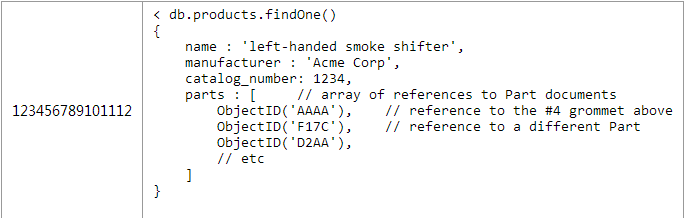 123456789101112
< db.products.findOne()
{
    name : 'left-handed smoke shifter',
    manufacturer : 'Acme Corp',
    catalog_number: 1234,
    parts : [     // array of references to Part documents
        ObjectID('AAAA'),    // reference to the #4 grommet above
        ObjectID('F17C'),    // reference to a different Part
        ObjectID('D2AA'),
        // etc
    ]
}